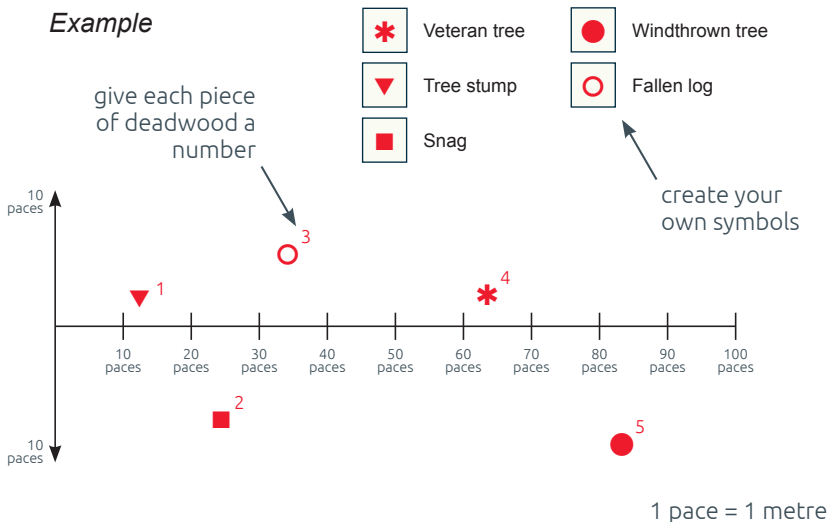 Example
Veteran tree
Windthrown tree
Tree stump
Fallen log
Snag
give each piece
of deadwood a
number
create your
own symbols
10
paces
3
1
4
10
paces
20
paces
30
paces
40
paces
50
paces
60
paces
70
paces
80
paces
90
paces
100
paces
2
5
10
paces
1 pace = 1 metre